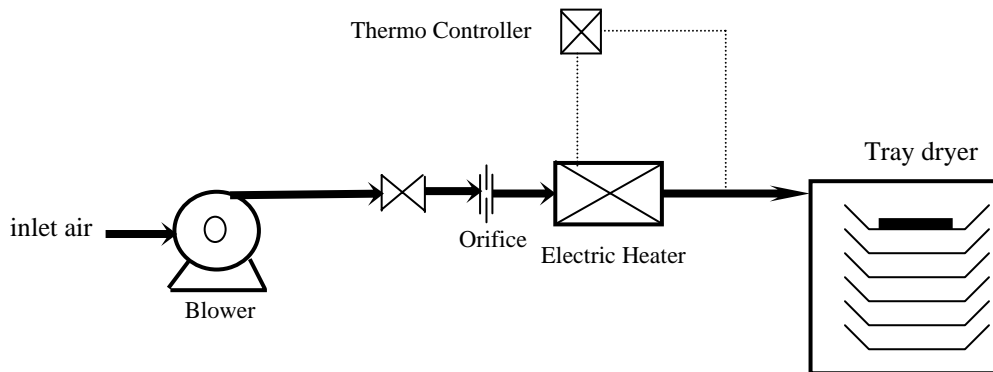 Thermo Controller
Tray dryer
inlet air
Orifice
Electric Heater
Blower